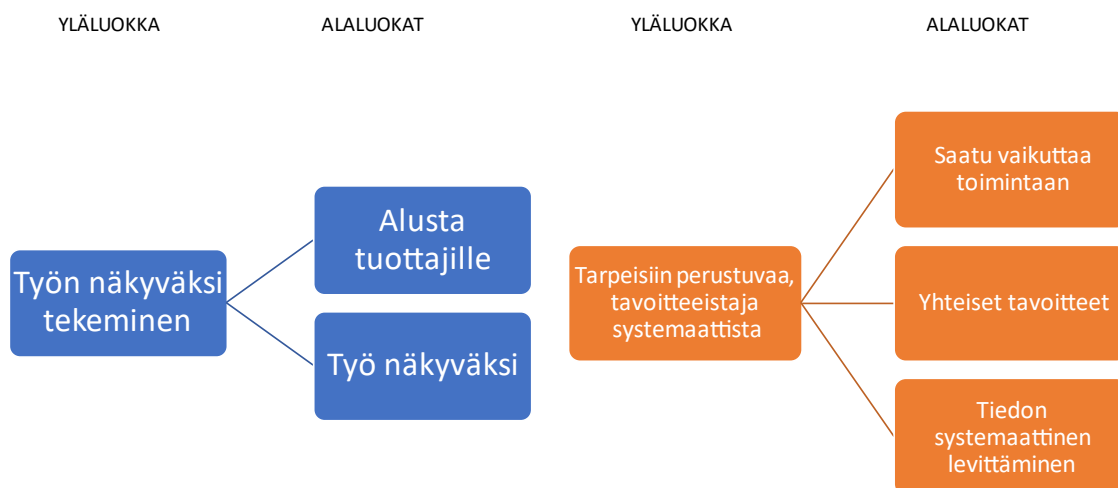 YLÄLUOKKA
ALALUOKAT
YLÄLUOKKA
ALALUOKAT
Työn näkyväksi
tekeminen
Alusta
tuottajille
Työ näkyväksi
Tarpeisiin perustuvaa,
tavoitteeistaja
systemaattista
Saatu vaikuttaa
toimintaan
Yhteiset tavoitteet
Tiedon
systemaattinen
levittäminen